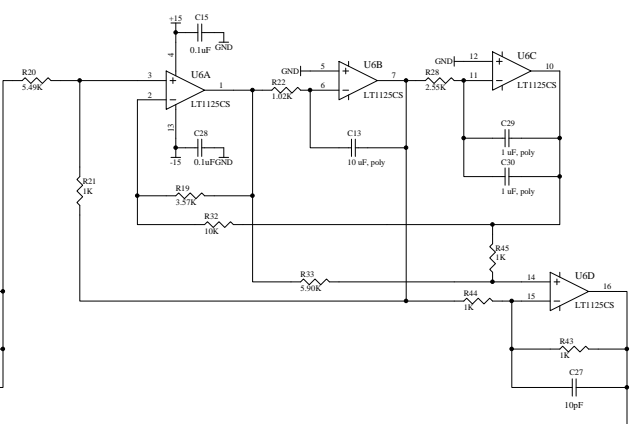 +15
C15
0.1uF
GND
4
R20
5.49K
3
U6A
1
2
LT1125CS
13
C28
0.1uF
GND
-15
R21
1K
R19
3.57K
R32
10K
R22
1.02K
GND
5
U6B
7
6
LT1125CS
C13
10 uF, poly
R28
2.55K
GND
12
U6C
10
11
LT1125CS
C29
1 uF, poly
C30
1 uF, poly
R45
1K
R33
5.90K
14
U6D
16
R44
1K
15
LT1125CS
R43
1K
C27
10pF